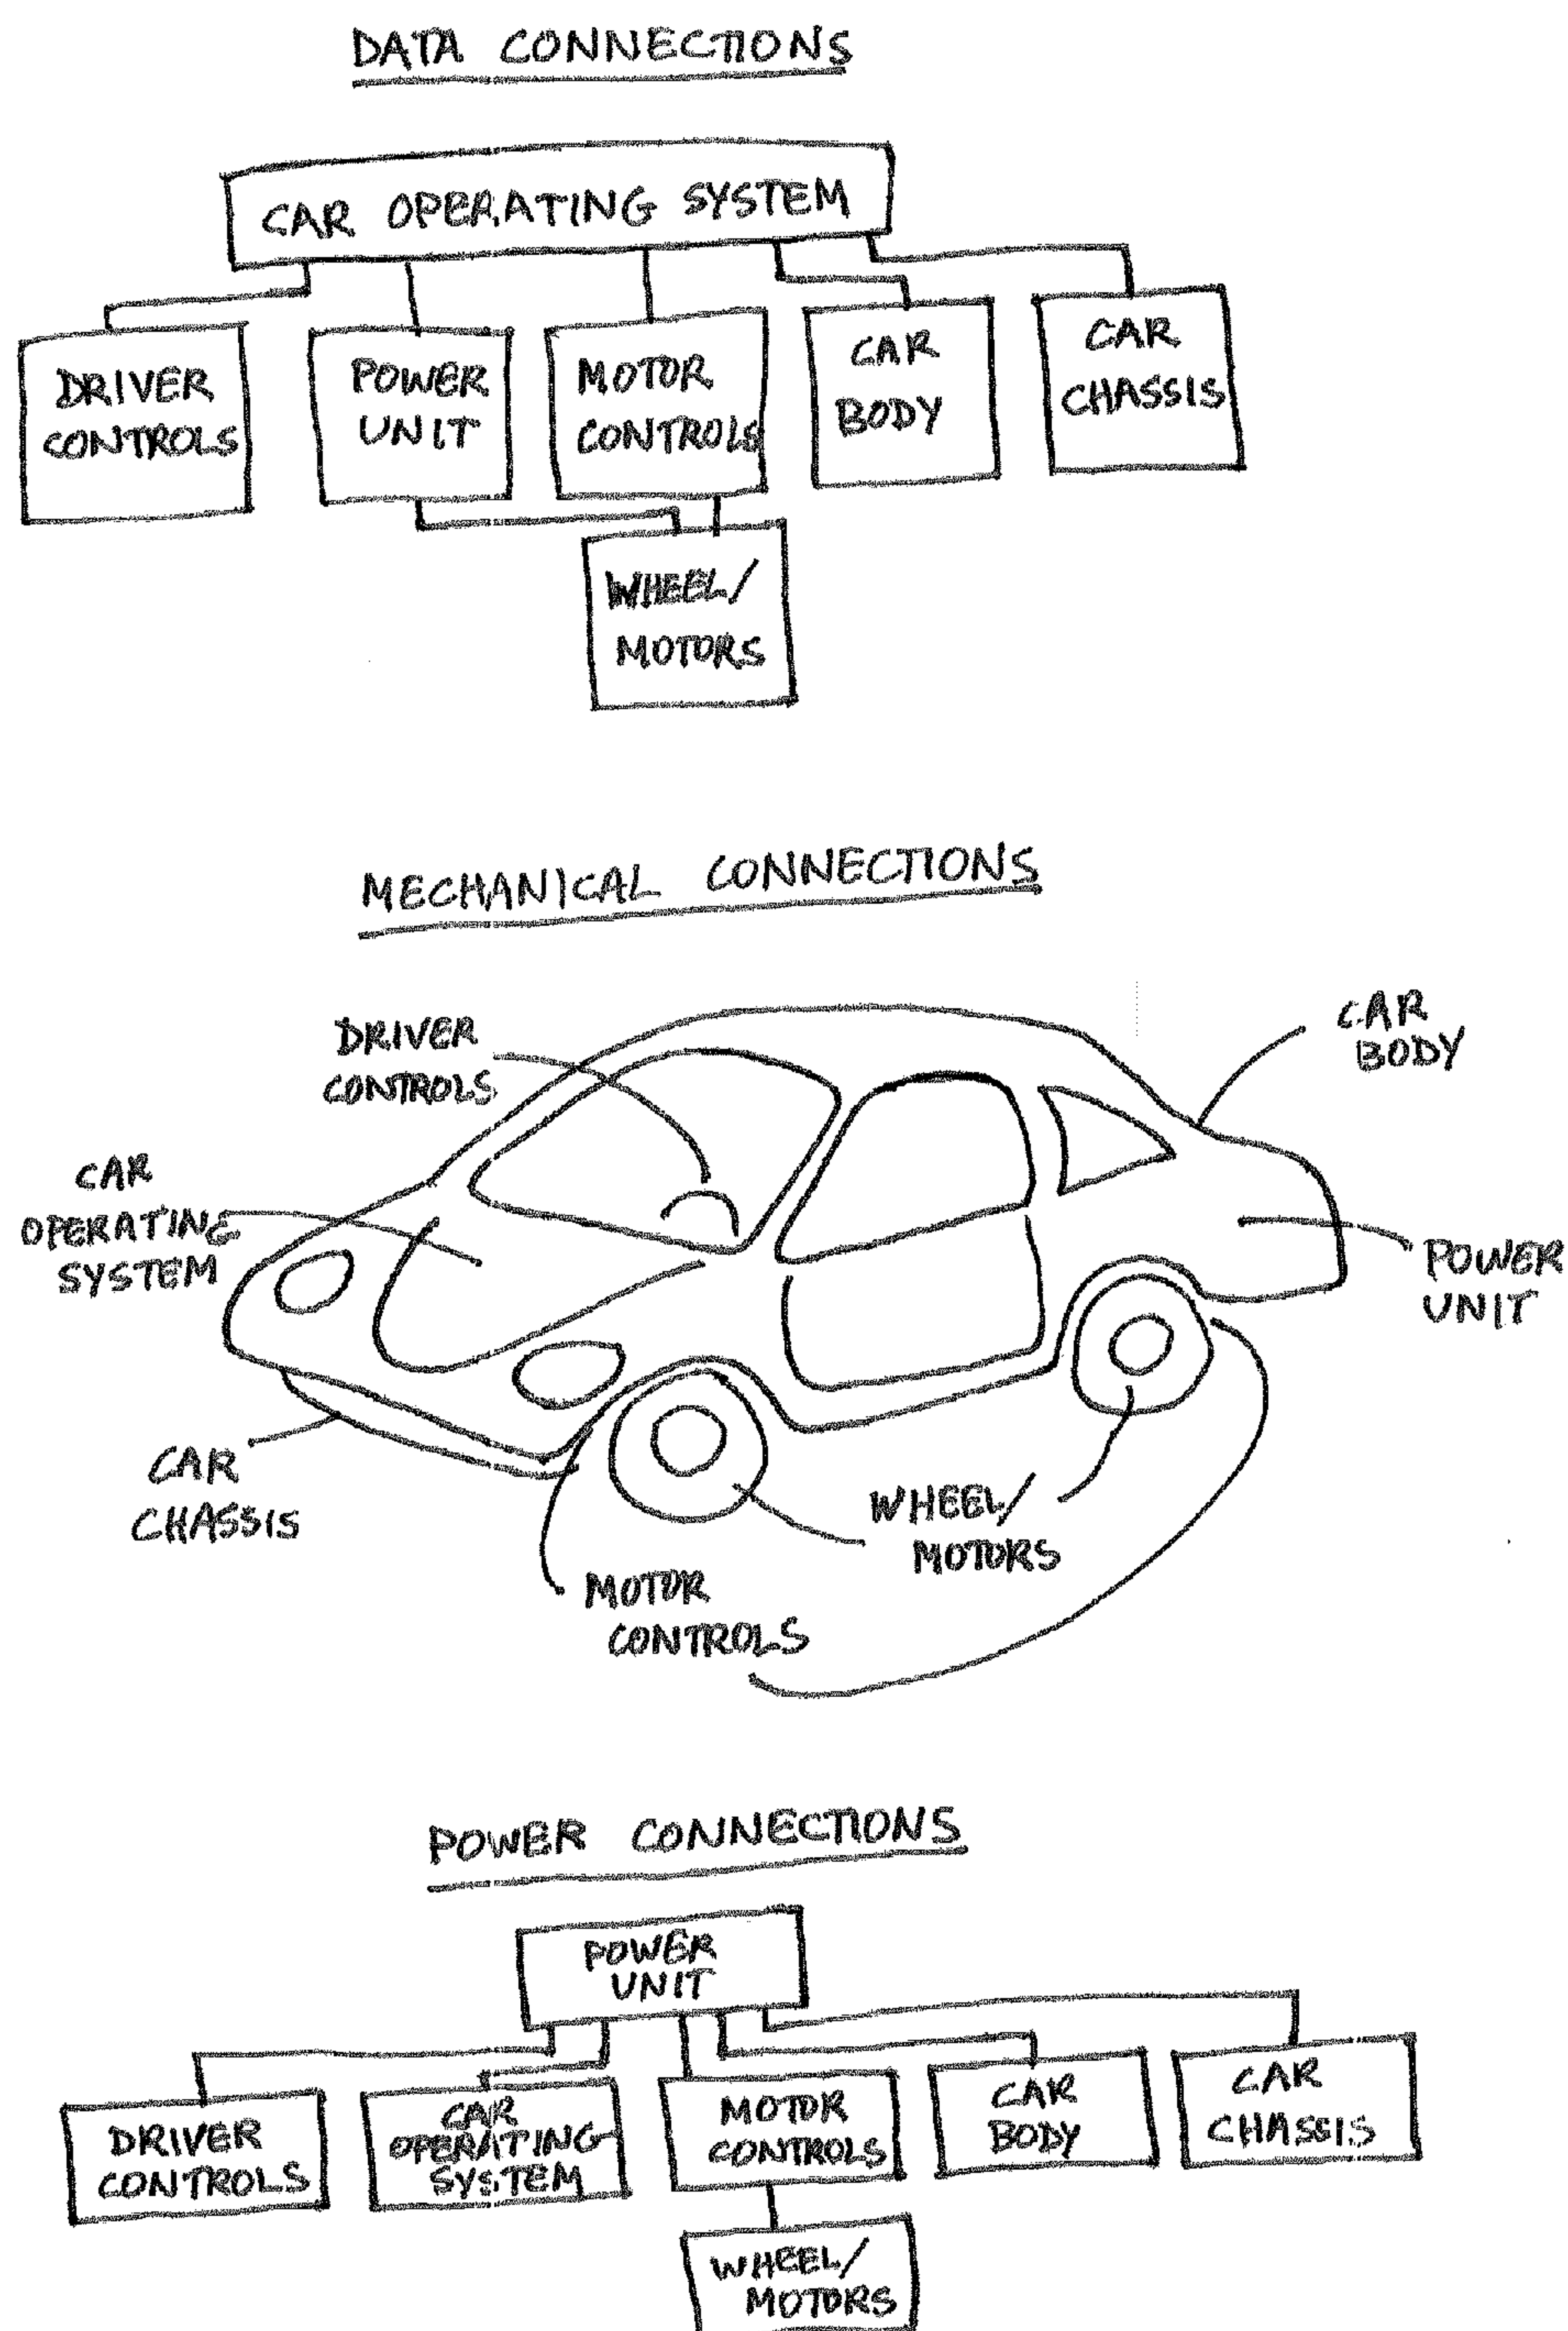 DATA CONNECTIONS
CAR OPERATING SYSTEM
DRIVER
CONTROLS
POWER
UNIT
MOTOR
CONTROLS
CAR
BODY
CAR
CHASSIS
WHEEL/
MOTORS
MECHANICAL CONNECTIONS
DRIVER
CONTROLS
CAR
BODY
CAR
OPERATING
SYSTEM
POWER
UNIT
CAR
CHASSIS
WHEEL/
MOTORS
MOTOR
CONTROLS
POWER CONNECTIONS
POWER
UNIT
DRIVER
CONTROLS
CAR
OPERATING
SYSTEM
MOTOR
CONTROLS
CAR
BODY
CAR
CHASSIS
WHEEL/
MOTORS